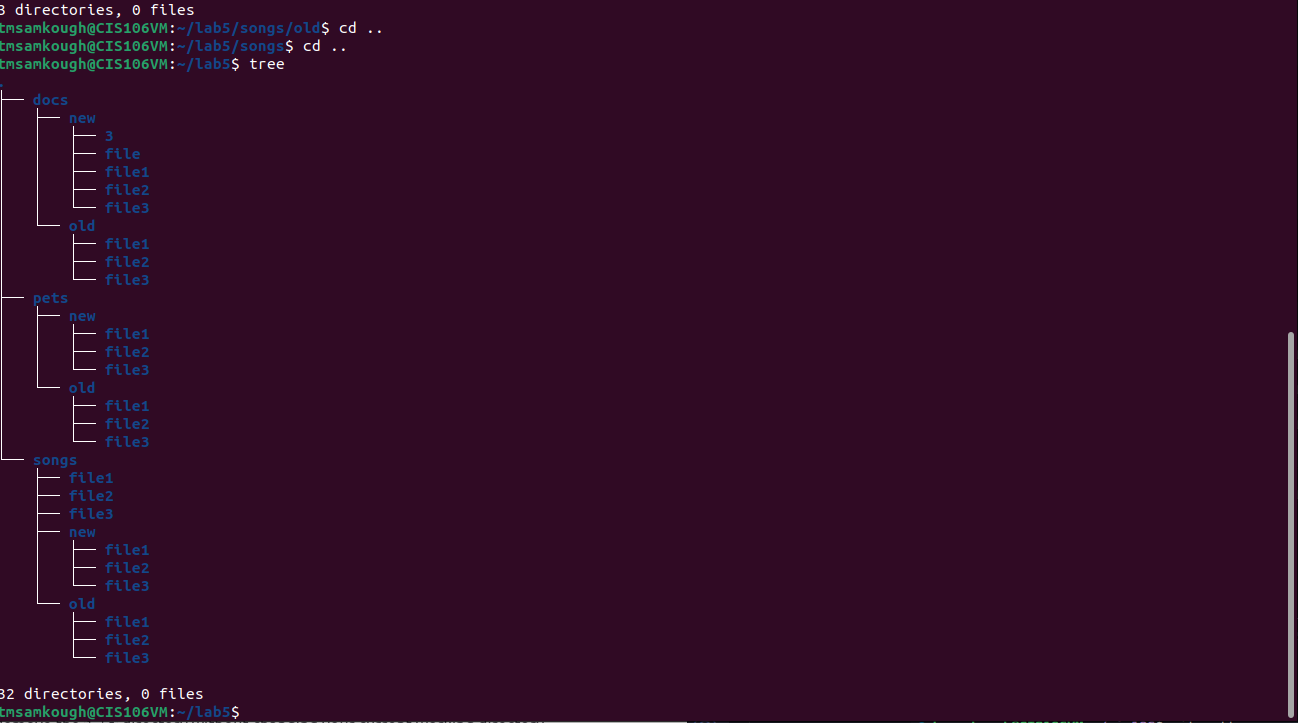 3 directories, 0 files
tmsamkough@CIS106VM:~/lab5/songs/old$ cd ..
tmsamkough@CIS106VM:~/lab5/songs$ cd ..
tmsamkough@CIS106VM:~/lab5$ tree
.
├── docs
│   ├── new
│   │   ├── 3
│   │   ├── file
│   │   ├── file1
│   │   ├── file2
│   │   └── file3
│   └── old
│       ├── file1
│       ├── file2
│       └── file3
├── pets
│   ├── new
│   │   ├── file1
│   │   ├── file2
│   │   └── file3
│   └── old
│       ├── file1
│       ├── file2
│       └── file3
└── songs
    ├── file1
    ├── file2
    ├── file3
    ├── new
    │   ├── file1
    │   ├── file2
    │   └── file3
    └── old
        ├── file1
        ├── file2
        └── file3

32 directories, 0 files
tmsamkough@CIS106VM:~/lab5$